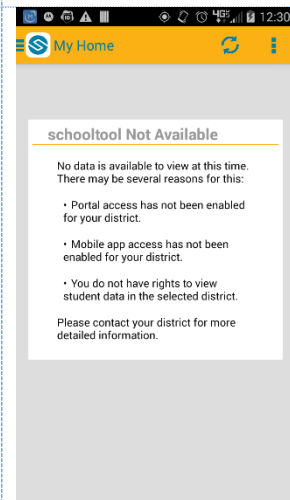 4G 12:30
My Home
schooltool Not Available
No data is available to view at this time.
There may be several reasons for this:
• Portal access has not been enabled
for your district.
• Mobile app access has not been
enabled for your district.
• You do not have rights to view
student data in the selected district.
Please contact your district for more
detailed information.